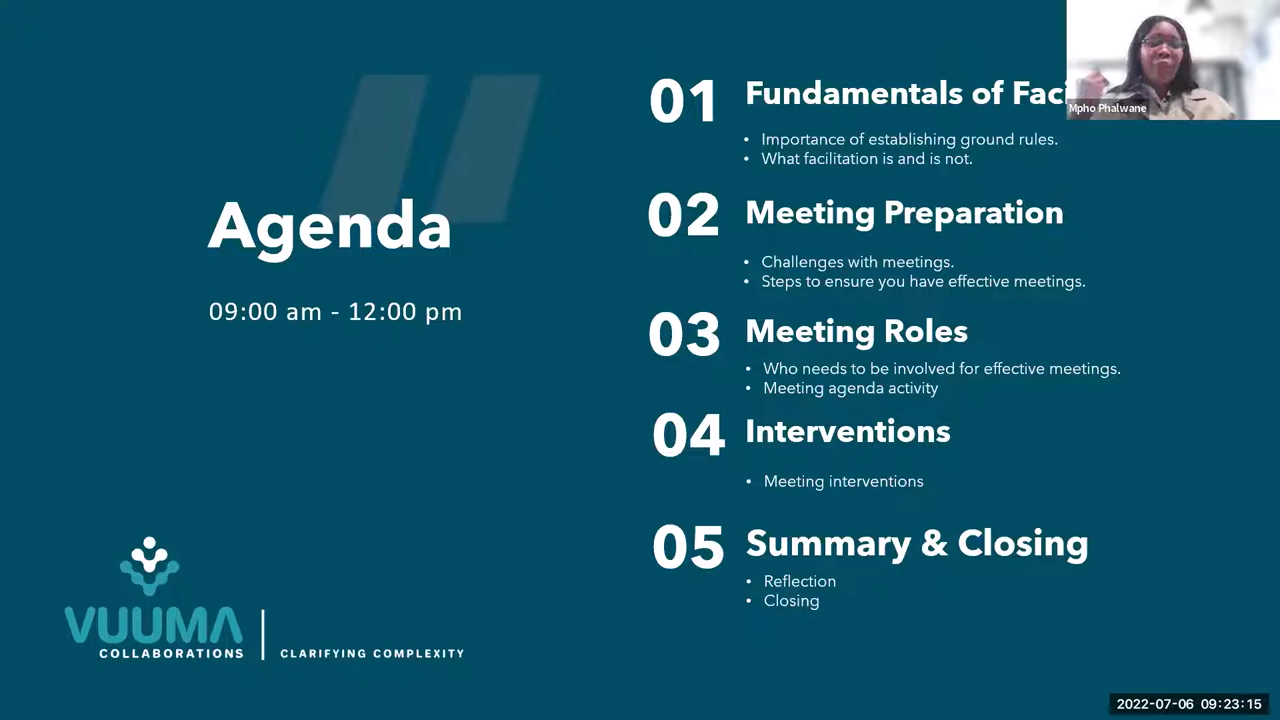 Agenda
09:00 am - 12:00 pm
01 Fundamentals of
• Importance of establishing ground rules.
• What facilitation is and is not.
02 Meeting Preparation
• Challenges with meetings.
• Steps to ensure you have effective meetings.
03 Meeting Roles
• Who needs to be involved for effective meetings.
• Meeting agenda activity
04 Interventions
• Meeting interventions
05 Summary & Closing
• Reflection
• Closing
VUUMA
COLLABORATIONS
CLARIFYING COMPLEXITY
Mpho Phalwane
2022-07-06 09:23:15